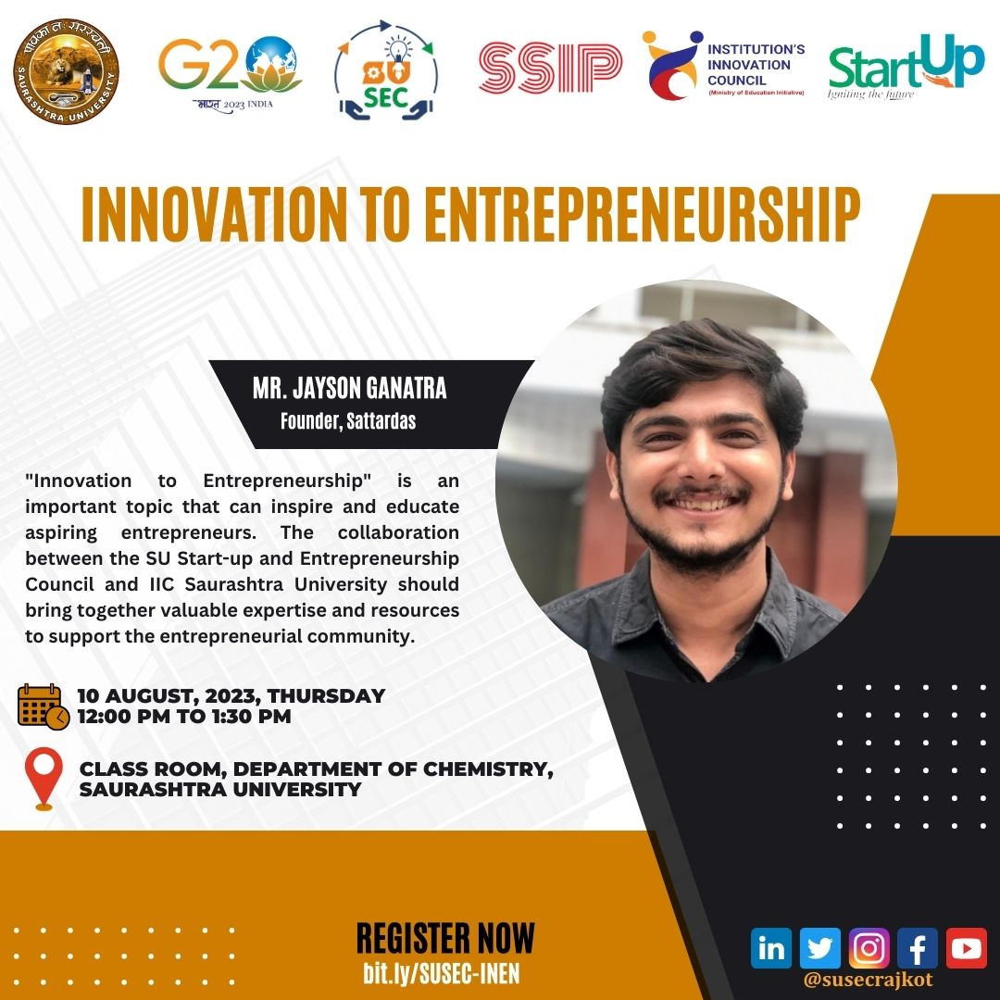 पावका नः सरस्वती
SAURASHTRA UNIVERSITY
G20
भारत 2023 INDIA
SU
SEC
SSIP
INSTITUTION'S
INNOVATION
COUNCIL
(Ministry of Education Initiative)
StartUp
Igniting the future
INNOVATION TO ENTREPRENEURSHIP
MR. JAYSON GANATRA
Founder, Sattardas
"Innovation to Entrepreneurship" is an
important topic that can inspire and educate
aspiring entrepreneurs. The collaboration
between the SU Start-up and Entrepreneurship
Council and IIC Saurashtra University should
bring together valuable expertise and resources
to support the entrepreneurial community.
10 AUGUST, 2023, THURSDAY
12:00 PM TO 1:30 PM
CLASS ROOM, DEPARTMENT OF CHEMISTRY,
SAURASHTRA UNIVERSITY
REGISTER NOW
bit.ly/SUSEC-INEN
in
f
@susecrajkot